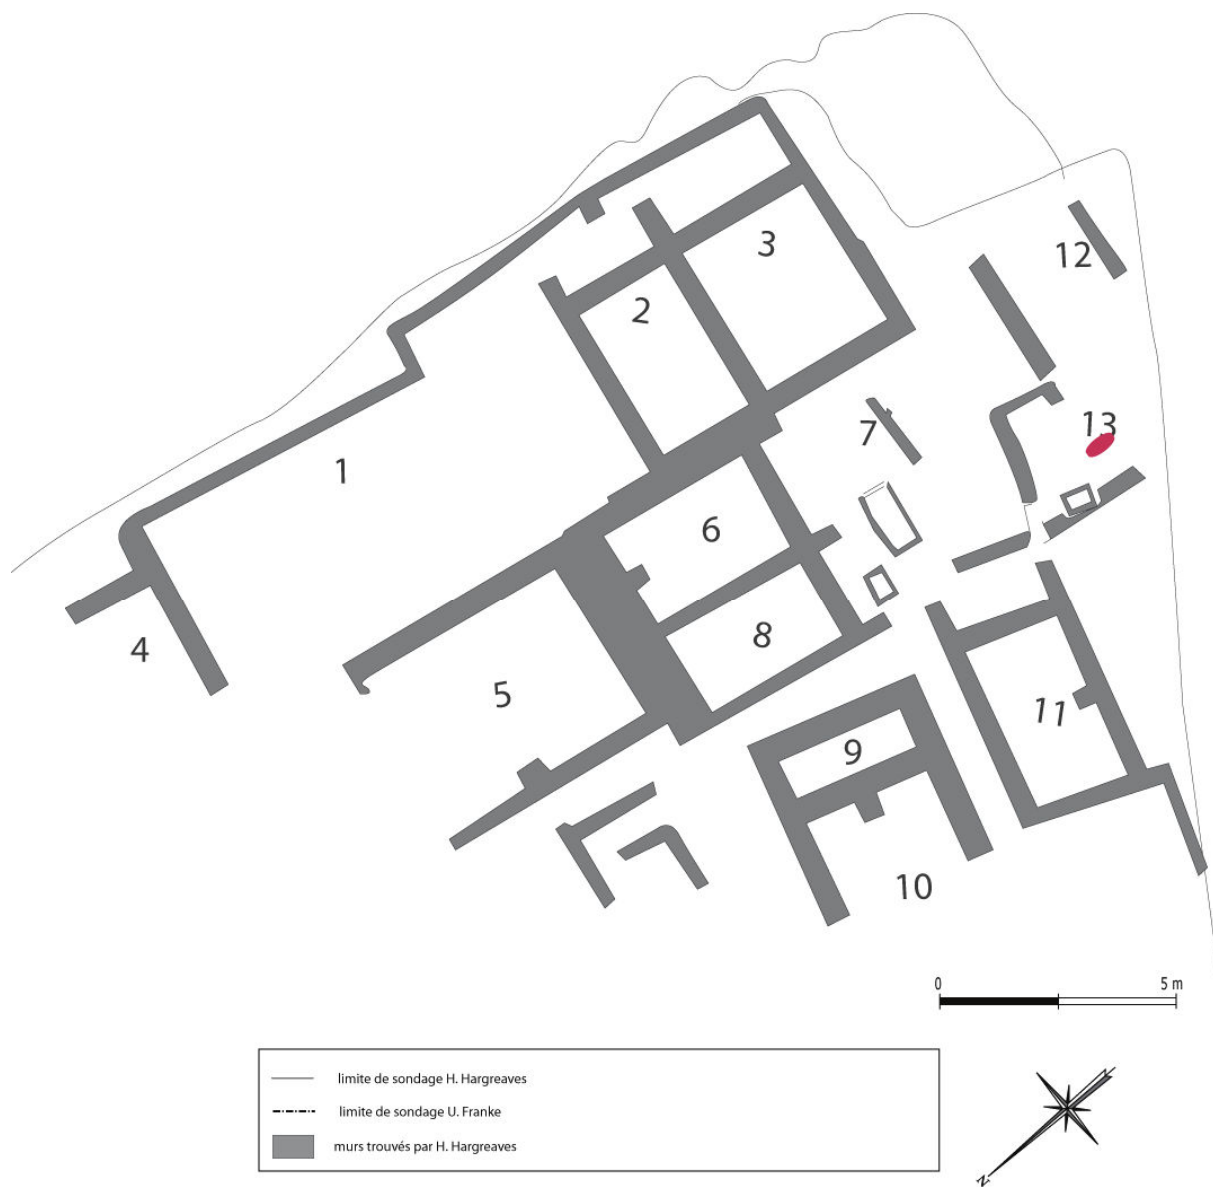 12
3
2
13
7
1
6
8
4
5
11
9
10
0 5 m
limite de sondage H. Hargreaves
limite de sondage U. Franke
murs trouvés par H. Hargreaves
N